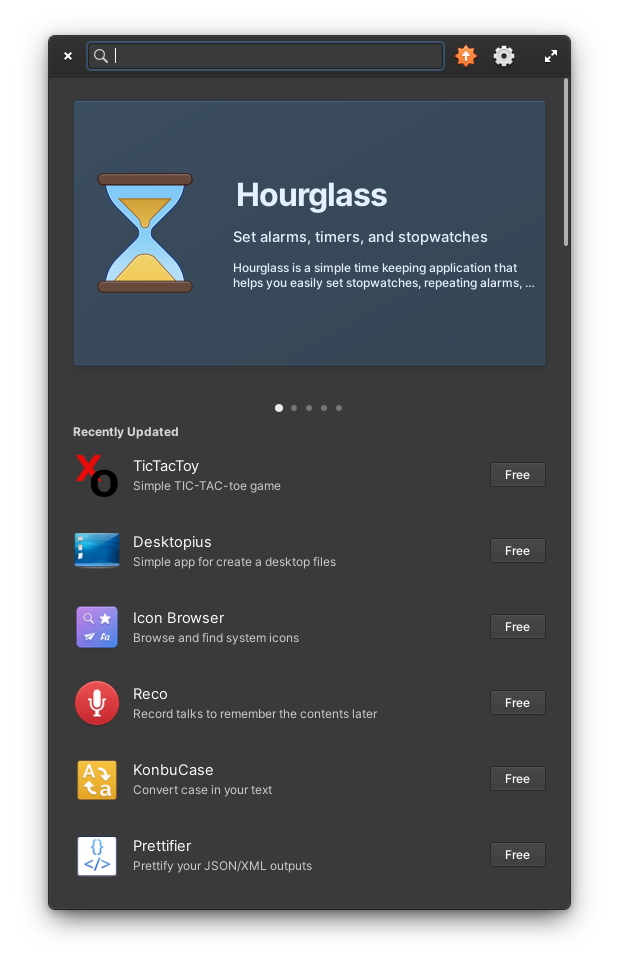 Hourglass
Set alarms, timers, and stopwatches
Hourglass is a simple time keeping application that
helps you easily set stopwatches, repeating alarms, ...
Recently Updated
X
O
TicTacToy
Simple TIC-TAC-toe game
Free
Desktopius
Simple app for create a desktop files
Free
Aa
Icon Browser
Browse and find system icons
Free
Reco
Record talks to remember the contents later
Free
A
a
KonbuCase
Convert case in your text
Free
{}
</>
Prettifier
Prettify your JSON/XML outputs
Free